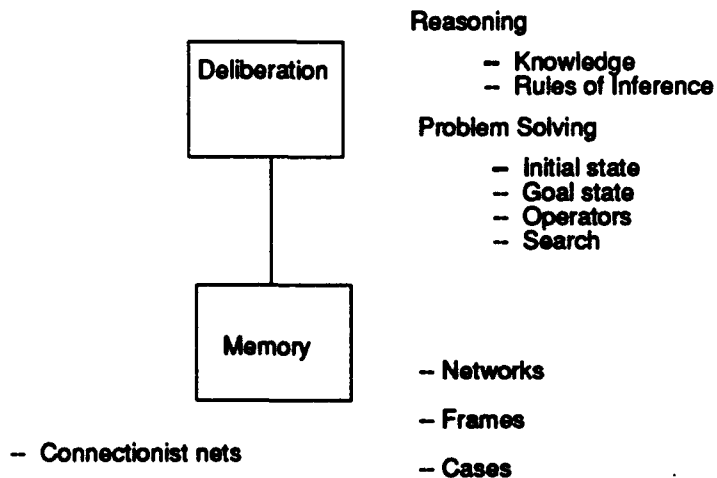 Reasoning
Deliberation
-- Knowledge
-- Rules of Inference
Problem Solving
-- Initial state
-- Goal state
-- Operators
-- Search
Memory
-- Networks
-- Frames
-- Connectionist nets
-- Cases